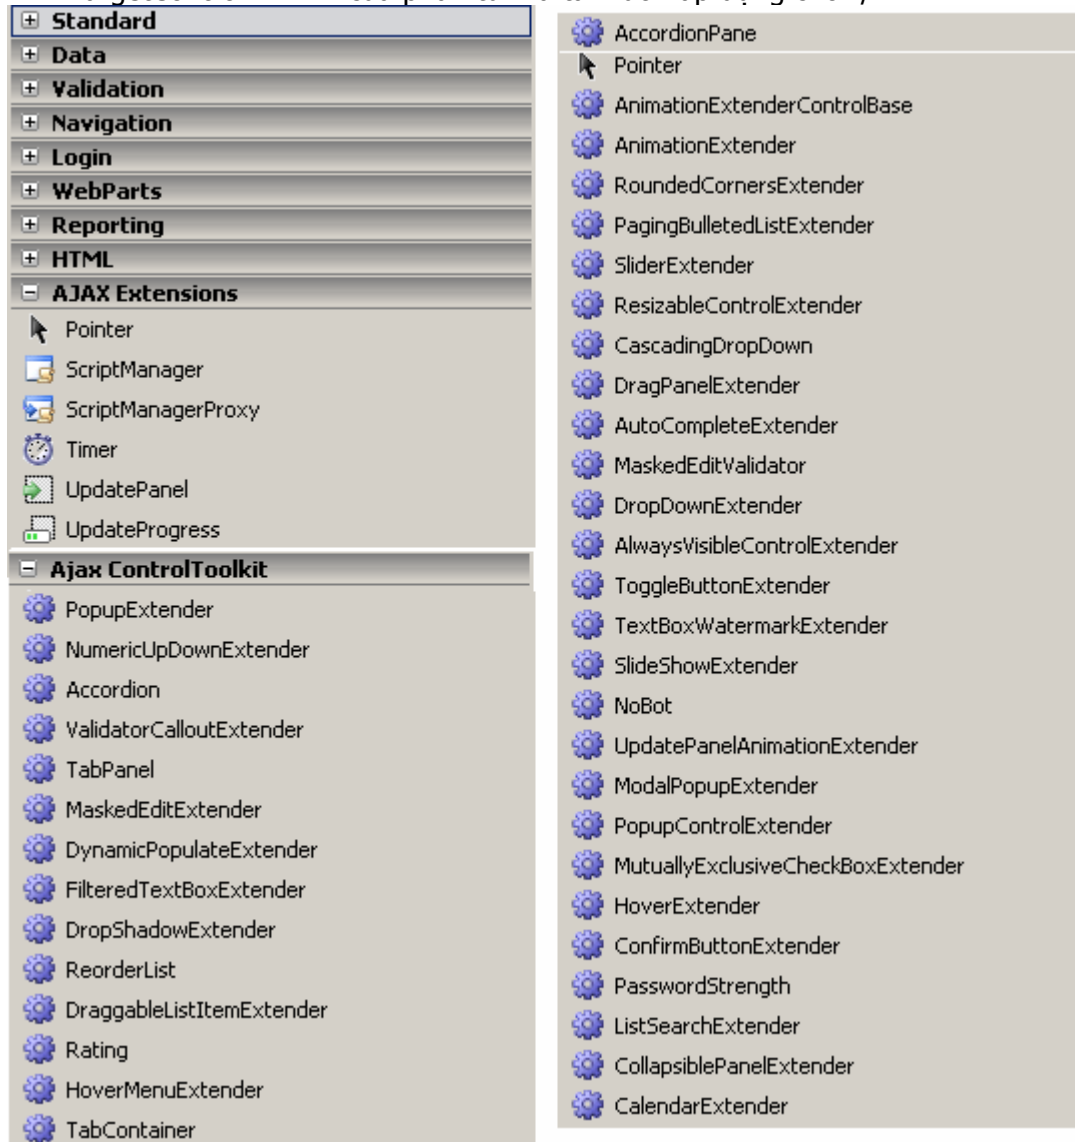 Standard
Data
Validation
Navigation
Login
WebParts
Reporting
HTML
AJAX Extensions
Pointer
ScriptManager
ScriptManagerProxy
Timer
UpdatePanel
UpdateProgress
Ajax ControlToolkit
PopupExtender
NumericUpDownExtender
Accordion
ValidatorCalloutExtender
TabPanel
MaskedEditExtender
DynamicPopulateExtender
FilteredTextBoxExtender
DropShadowExtender
ReorderList
DraggableListItemExtender
Rating
HoverMenuExtender
TabContainer
AccordionPane
Pointer
AnimationExtenderControlBase
AnimationExtender
RoundedCornersExtender
PagingBulletedListExtender
SliderExtender
ResizableControlExtender
CascadingDropDown
DragPanelExtender
AutoCompleteExtender
MaskedEditValidator
DropDownExtender
AlwaysVisibleControlExtender
ToggleButtonExtender
TextBoxWatermarkExtender
SlideShowExtender
NoBot
UpdatePanelAnimationExtender
ModalPopupExtender
PopupControlExtender
MutuallyExclusiveCheckBoxExtender
HoverExtender
ConfirmButtonExtender
PasswordStrength
ListSearchExtender
CollapsiblePanelExtender
CalendarExtender